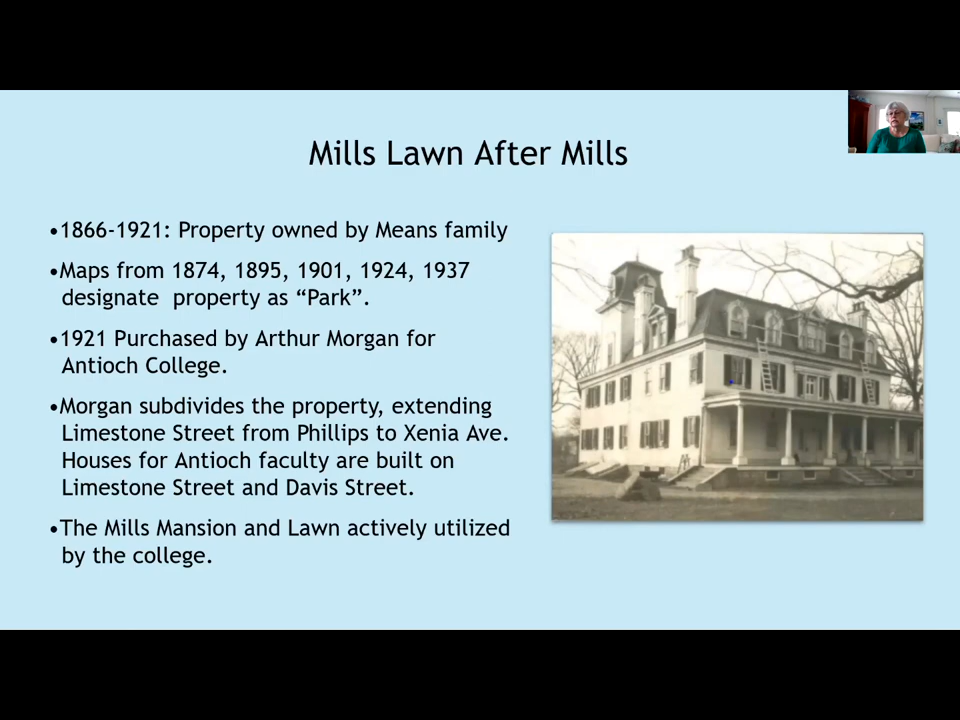 Mills Lawn After Mills
•1866-1921: Property owned by Means family
•Maps from 1874, 1895, 1901, 1924, 1937
designate property as “Park”.
•1921 Purchased by Arthur Morgan for
Antioch College.
•Morgan subdivides the property, extending
Limestone Street from Phillips to Xenia Ave.
Houses for Antioch faculty are built on
Limestone Street and Davis Street.
•The Mills Mansion and Lawn actively utilized
by the college.